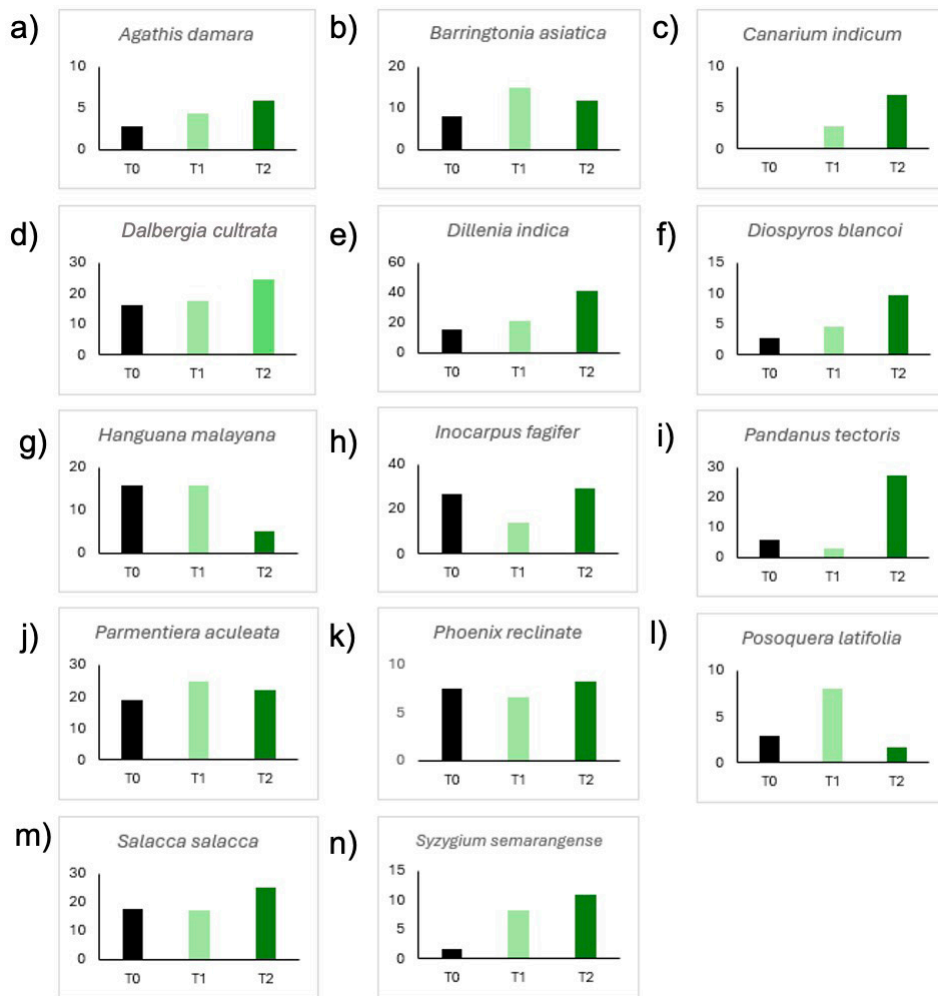 a) Agathis damara
10
5
0
T0 T1 T2
b) Barringtonia asiatica
20
10
0
T0 T1 T2
c) Canarium indicum
10
5
0
T0 T1 T2
d) Dalbergia cultrata
30
20
10
0
T0 T1 T2
e) Dillenia indica
60
40
20
0
T0 T1 T2
f) Diospyros blancoi
15
10
5
0
T0 T1 T2
g) Hanguana malayana
20
10
0
T0 T1 T2
h) Inocarpus fagifer
40
20
0
T0 T1 T2
i) Pandanus tectoris
30
20
10
0
T0 T1 T2
j) Parmentiera aculeata
30
20
10
0
T0 T1 T2
k) Phoenix reclinate
10
5
0
T0 T1 T2
l) Posoquera latifolia
10
5
0
T0 T1 T2
m) Salacca salacca
30
20
10
0
T0 T1 T2
n) Syzygium semarangense
15
10
5
0
T0 T1 T2